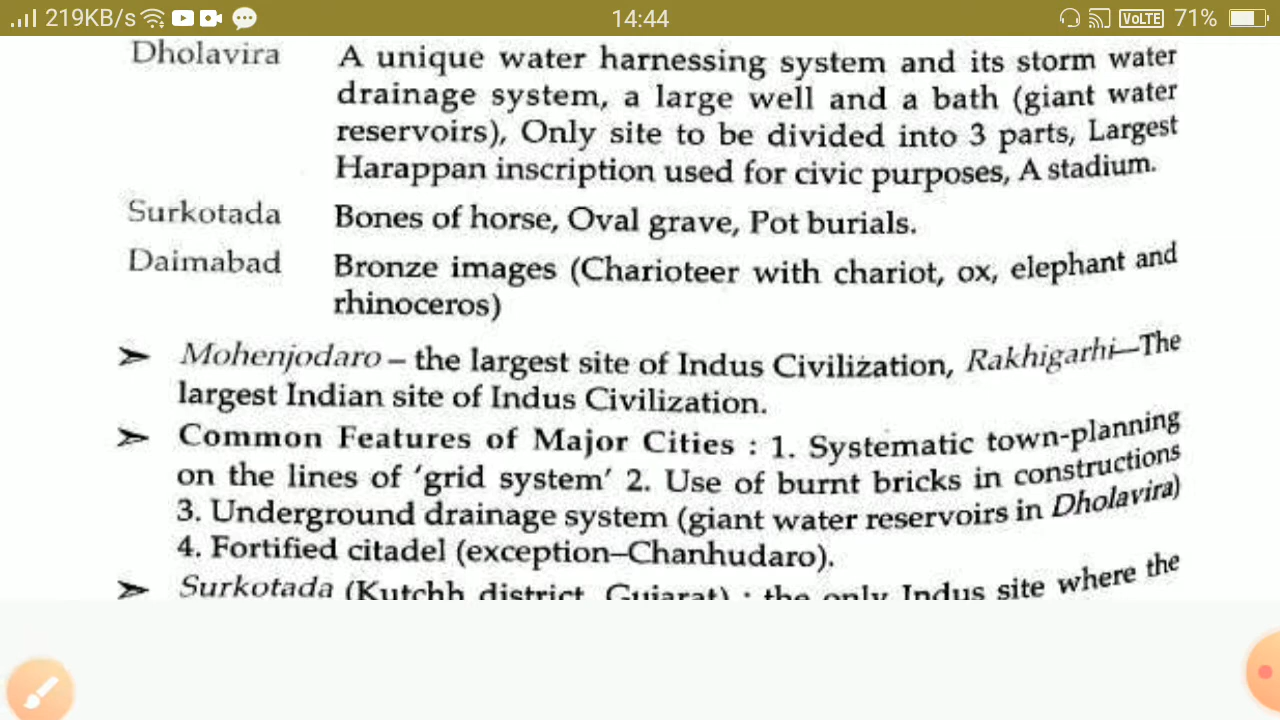 219KB/s 14:44 VoLTE 71%
Dholavira A unique water harnessing system and its storm water
drainage system, a large well and a bath (giant water
reservoirs), Only site to be divided into 3 parts, Largest
Harappan inscription used for civic purposes, A stadium.
Surkotada Bones of horse, Oval grave, Pot burials.
Daimabad Bronze images (Charioteer with chariot, ox, elephant and
rhinoceros)
➤ Mohenjodaro – the largest site of Indus Civilization, Rakhigarhi—The
largest Indian site of Indus Civilization.
➤ Common Features of Major Cities : 1. Systematic town-planning
on the lines of 'grid system' 2. Use of burnt bricks in constructions
3. Underground drainage system (giant water reservoirs in Dholavira)
4. Fortified citadel (exception–Chanhudaro).
➤ Surkotada (Kutchh district, Gujarat) : the only Indus site where the